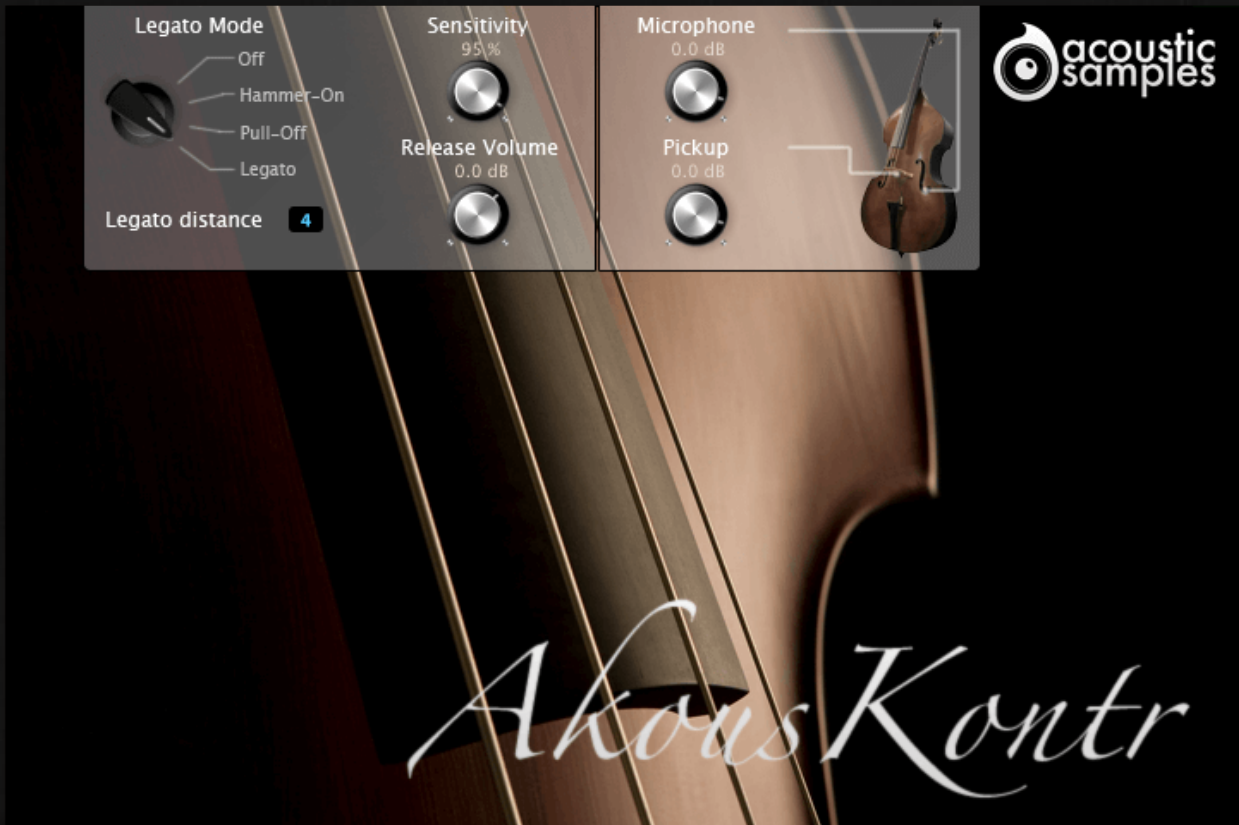 Legato Mode
Off
Hammer-On
Pull-Off
Legato
Legato distance 4
Sensitivity
95 %
Release Volume
0.0 dB
Microphone
0.0 dB
Pickup
0.0 dB
acoustic
samples
AkousKontr